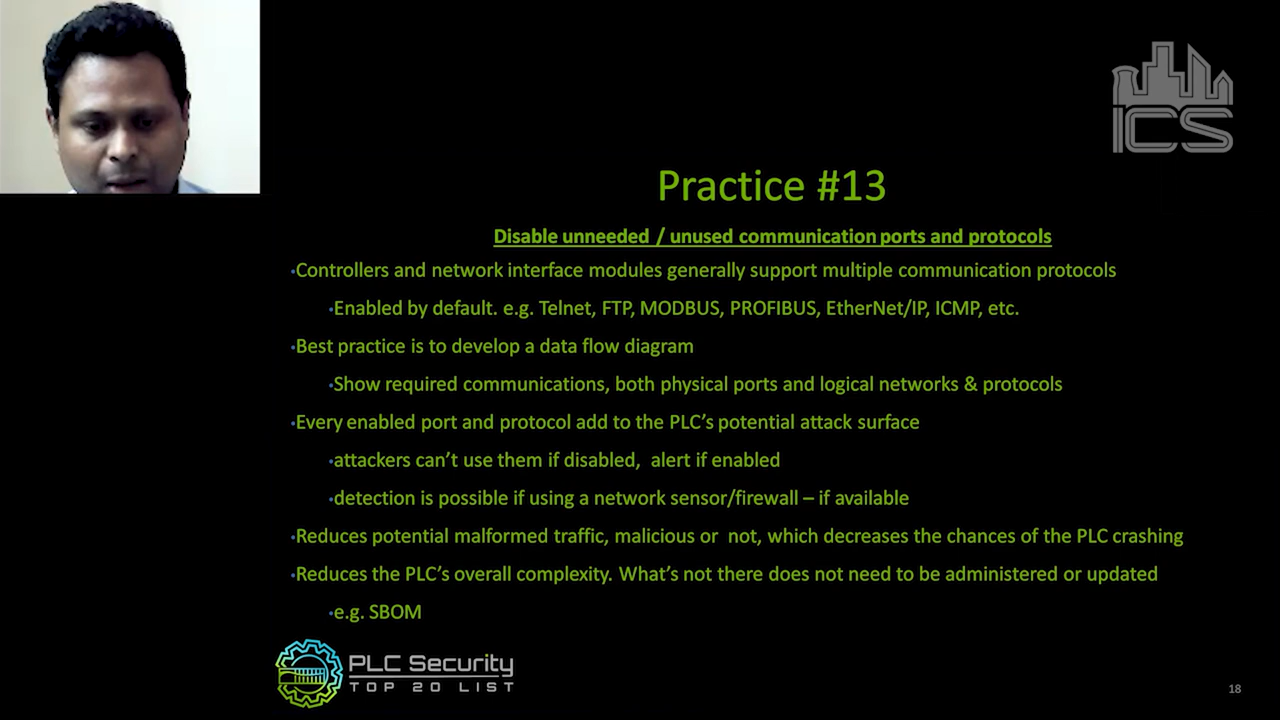 ICS
Practice #13
Disable unneeded / unused communication ports and protocols
•Controllers and network interface modules generally support multiple communication protocols
•Enabled by default. e.g. Telnet, FTP, MODBUS, PROFIBUS, EtherNet/IP, ICMP, etc.
•Best practice is to develop a data flow diagram
•Show required communications, both physical ports and logical networks & protocols
•Every enabled port and protocol add to the PLC’s potential attack surface
•attackers can’t use them if disabled,  alert if enabled
•detection is possible if using a network sensor/firewall – if available
•Reduces potential malformed traffic, malicious or  not, which decreases the chances of the PLC crashing
•Reduces the PLC’s overall complexity. What’s not there does not need to be administered or updated
•e.g. SBOM
PLC Security
TOP 20 LIST
18